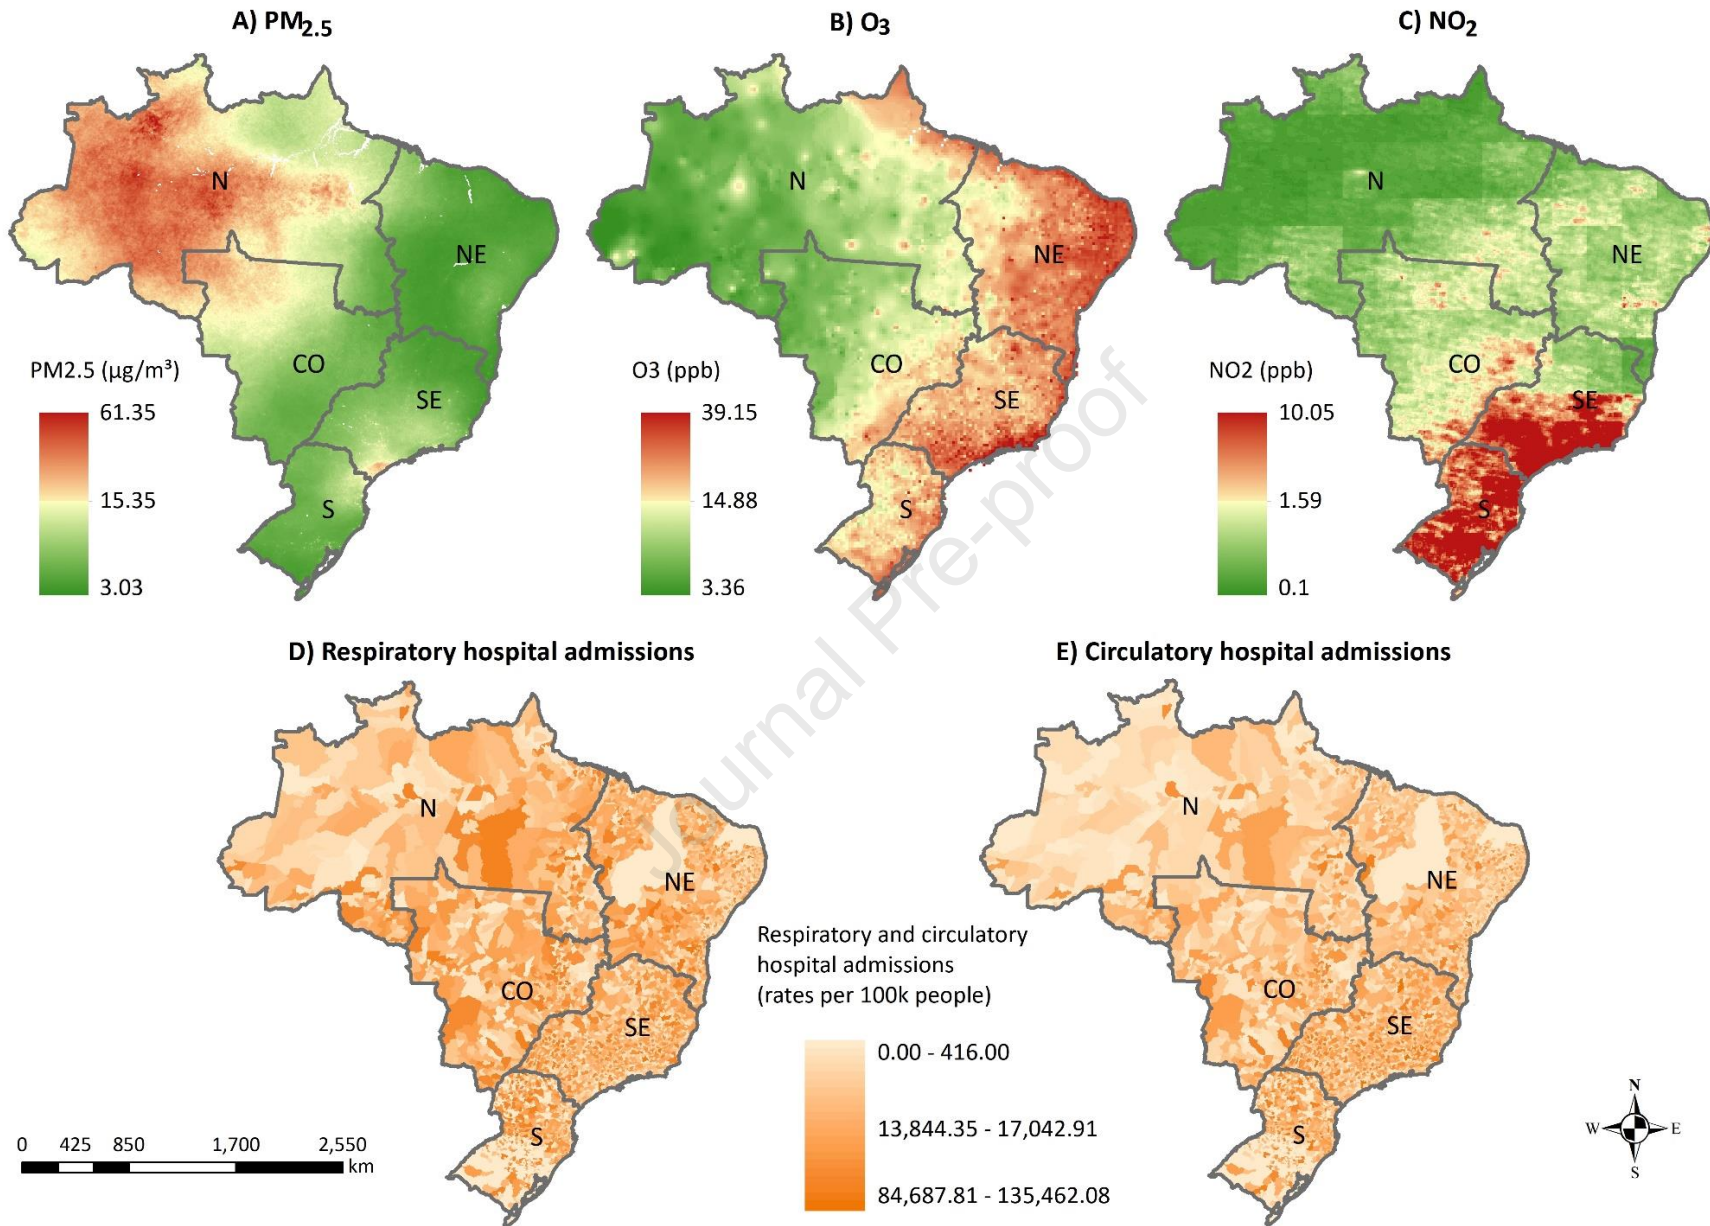 A) PM2.5
B) O3
C) NO2
N
NE
CO
SE
S
PM2.5 (µg/m³)
61.35
15.35
3.03
N
NE
CO
SE
S
O3 (ppb)
39.15
14.88
3.36
N
NE
CO
SE
S
NO2 (ppb)
10.05
1.59
0.1
Journal Pre-proof
D) Respiratory hospital admissions
E) Circulatory hospital admissions
N
NE
CO
SE
S
N
NE
CO
SE
S
Respiratory and circulatory
hospital admissions
(rates per 100k people)
0.00 - 416.00
13,844.35 - 17,042.91
84,687.81 - 135,462.08
0 425 850 1,700 2,550
km
N
W E
S